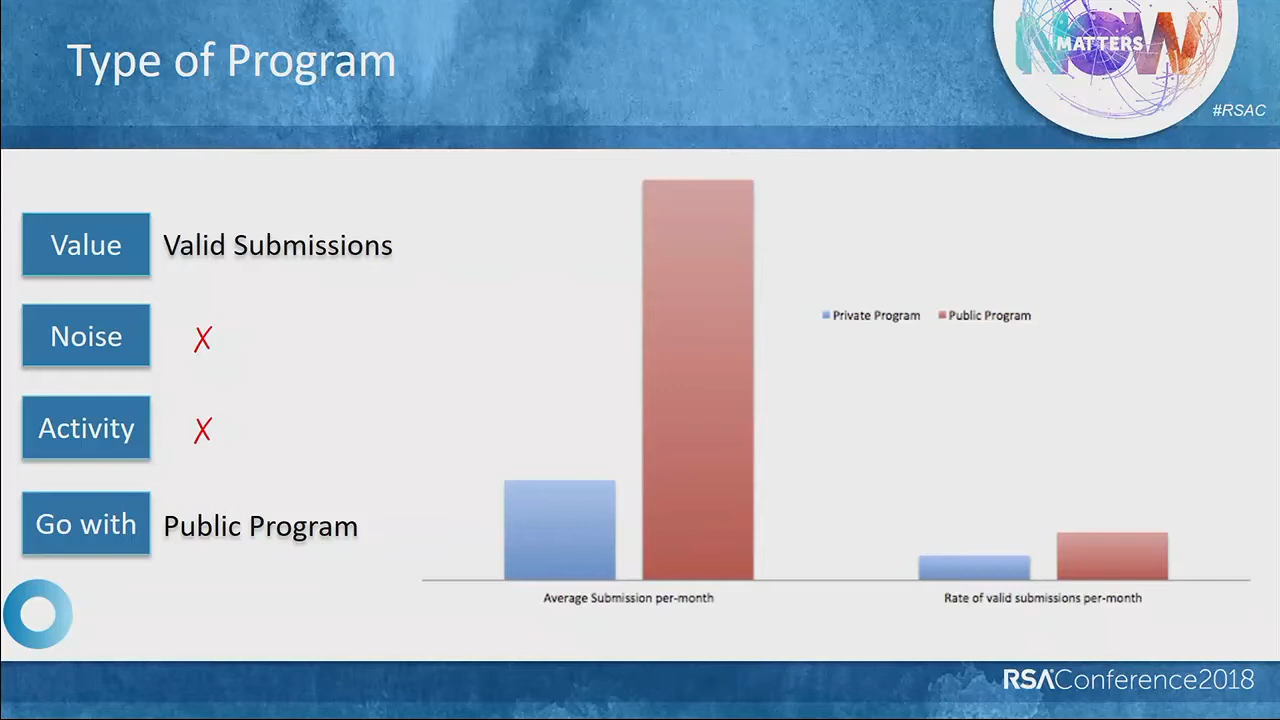 Type of Program
NOW
MATTERS
#RSAC
Value
Valid Submissions
Noise
X
Activity
X
Go with
Public Program
Private Program
Public Program
Average Submission per-month
Rate of valid submissions per-month
RSAConference2018